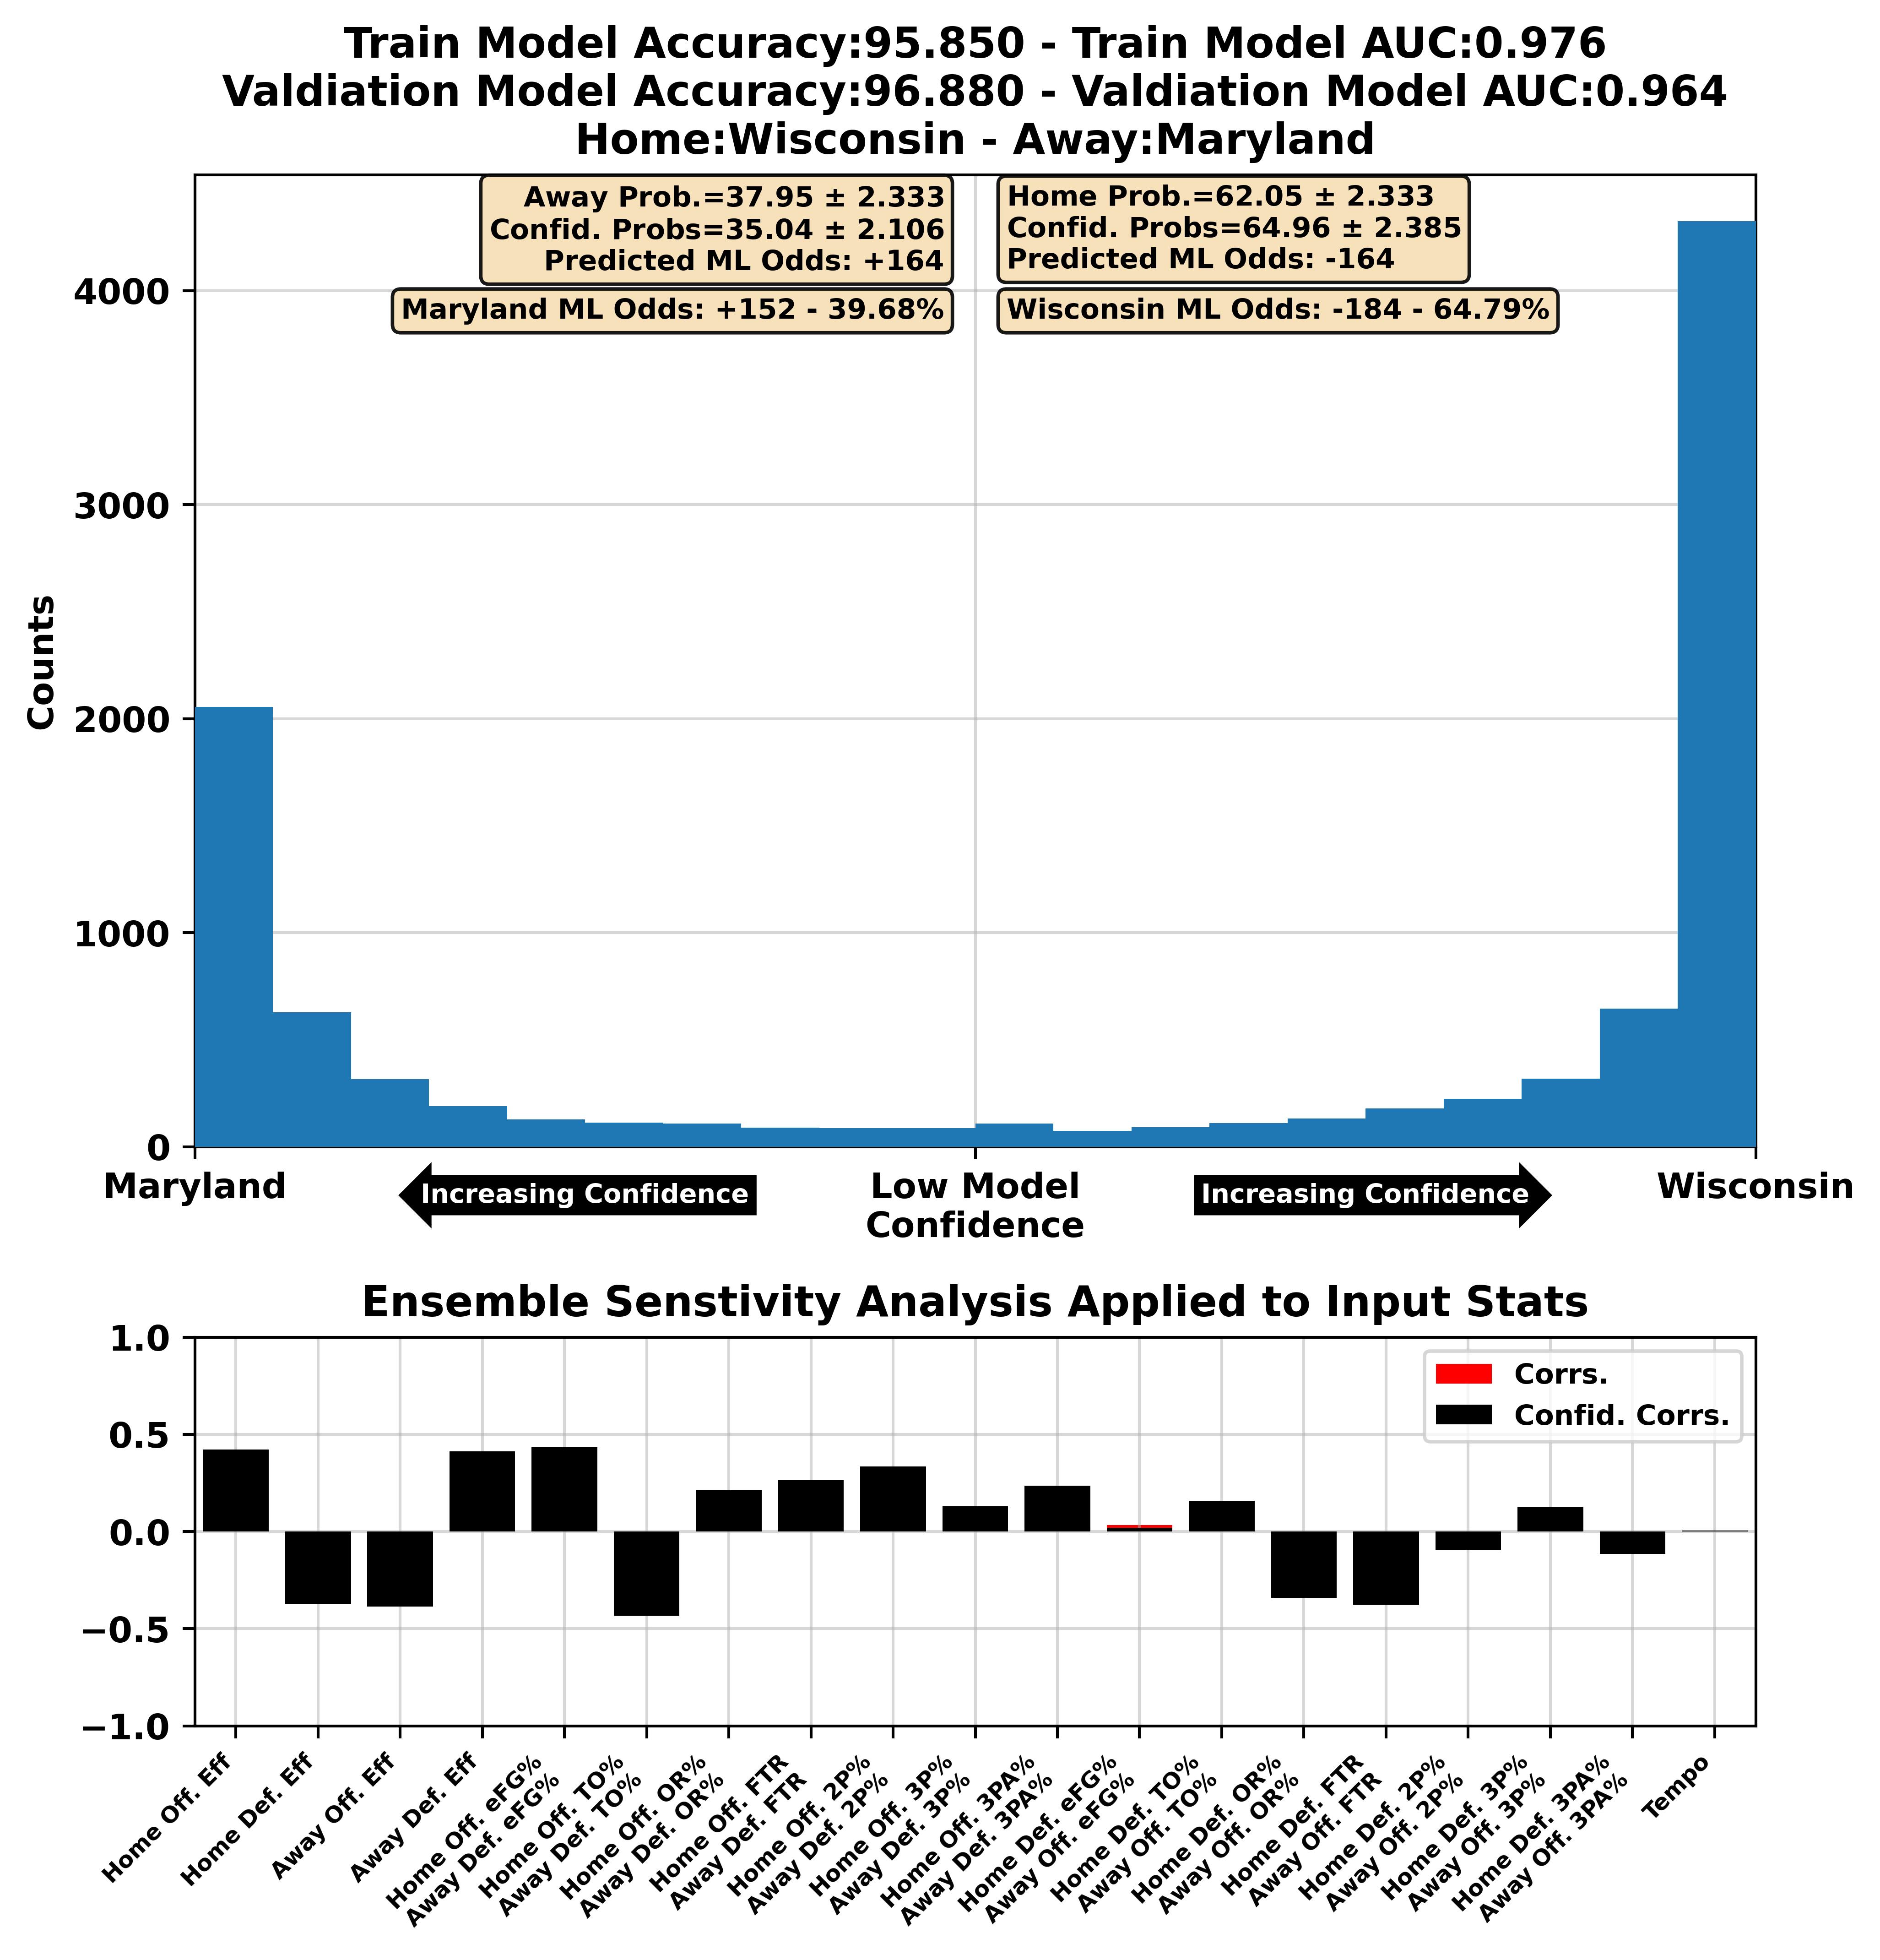 Train Model Accuracy:95.850 - Train Model AUC:0.976
Valdiation Model Accuracy:96.880 - Valdiation Model AUC:0.964
Home:Wisconsin - Away:Maryland
Away Prob.=37.95 ± 2.333
Confid. Probs=35.04 ± 2.106
Predicted ML Odds: +164
Maryland ML Odds: +152 - 39.68%
Home Prob.=62.05 ± 2.333
Confid. Probs=64.96 ± 2.385
Predicted ML Odds: -164
Wisconsin ML Odds: -184 - 64.79%
Counts
4000
3000
2000
1000
0
Maryland
Increasing Confidence
Low Model
Confidence
Increasing Confidence
Wisconsin
Ensemble Senstivity Analysis Applied to Input Stats
1.0
0.5
0.0
−0.5
−1.0
Corrs.
Confid. Corrs.
Home Off. Eff
Home Def. Eff
Away Off. Eff
Away Def. Eff
Home Off. eFG%
Away Def. eFG%
Home Off. TO%
Away Def. TO%
Home Off. OR%
Away Def. OR%
Home Off. FTR
Away Def. FTR
Home Off. 2P%
Away Def. 2P%
Home Off. 3P%
Away Def. 3P%
Home Off. 3PA%
Away Def. 3PA%
Home Def. eFG%
Away Off. eFG%
Home Def. TO%
Away Off. TO%
Home Def. OR%
Away Off. OR%
Home Def. FTR
Away Off. FTR
Home Def. 2P%
Away Off. 2P%
Home Def. 3P%
Away Off. 3P%
Home Def. 3PA%
Away Off. 3PA%
Tempo